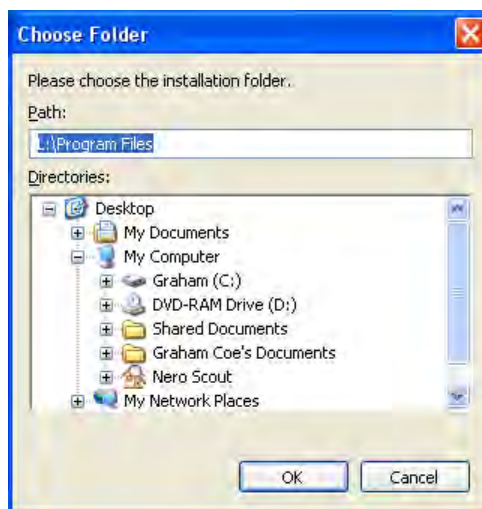 Choose Folder
Please choose the installation folder.
Path:
L:\Program Files
Directories:
Desktop
My Documents
My Computer
Graham (C:)
DVD-RAM Drive (D:)
Shared Documents
Graham Coe's Documents
Nero Scout
My Network Places
OK Cancel